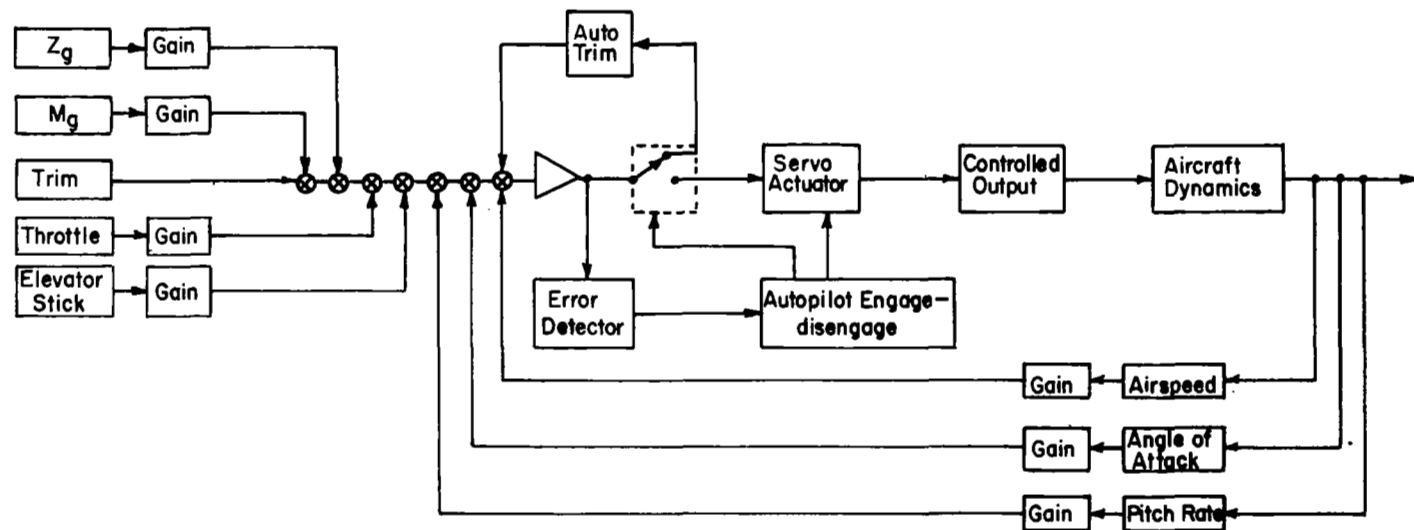 Zg
Gain
Mg
Gain
Trim
Throttle
Gain
Elevator
Stick
Gain
Auto
Trim
Servo
Actuator
Controlled
Output
Aircraft
Dynamics
Error
Detector
Autopilot Engage-
disengage
Gain
Airspeed
Gain
Angle of
Attack
Gain
Pitch Rate